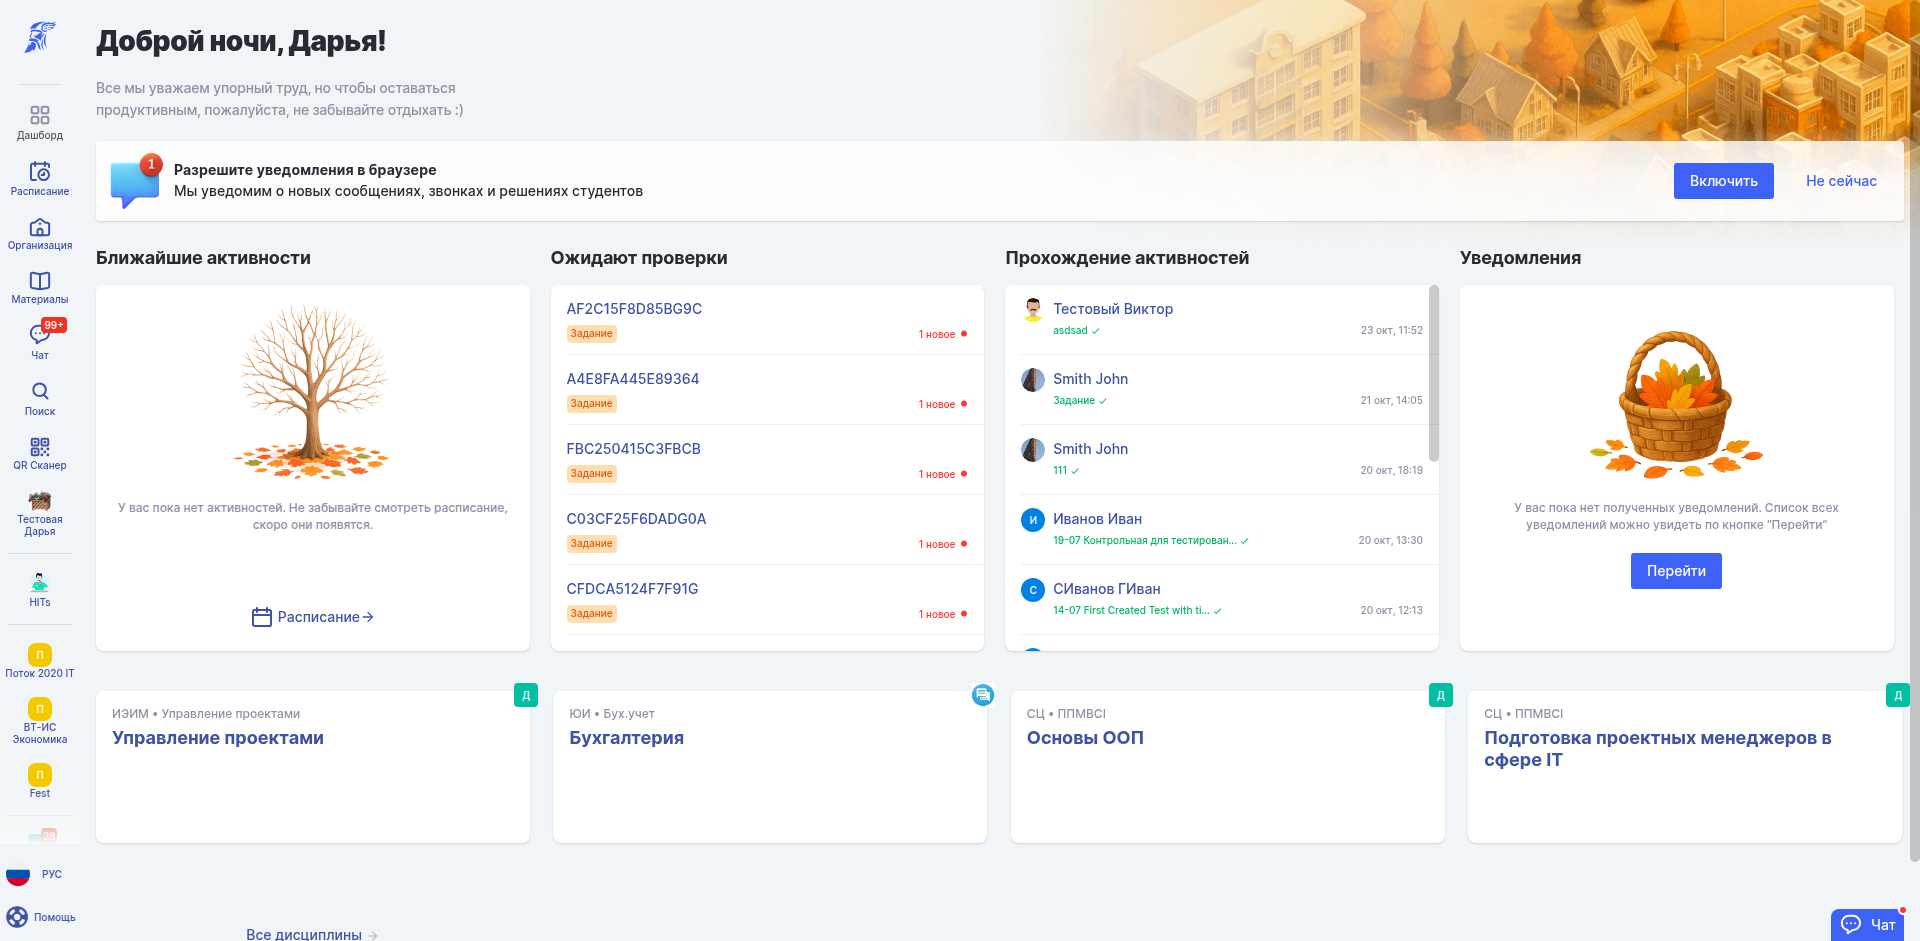 Доброй ночи, Дарья!
Все мы уважаем упорный труд, но чтобы оставаться
продуктивным, пожалуйста, не забывайте отдыхать :)
Дашборд
Расписание
Организация
Материалы
99+
Чат
Поиск
QR Сканер
Тестовая
Дарья
HITs
П
Поток 2020 IT
П
ВТ-ИС
Экономика
П
Fest
28
РУС
Помощь
1
Разрешите уведомления в браузере
Мы уведомим о новых сообщениях, звонках и решениях студентов
Включить
Не сейчас
Ближайшие активности
У вас пока нет активностей. Не забывайте смотреть расписание,
скоро они появятся.
Расписание
Ожидают проверки
AF2C15F8D85BG9C
Задание
1 новое
A4E8FA445E89364
Задание
1 новое
FBC250415C3FBCB
Задание
1 новое
C03CF25F6DADG0A
Задание
1 новое
CFDCA5124F7F91G
Задание
1 новое
Прохождение активностей
Тестовый Виктор
asdsad
23 окт, 11:52
Smith John
Задание
21 окт, 14:05
Smith John
111
20 окт, 18:19
И
Иванов Иван
19-07 Контрольная для тестирован...
20 окт, 13:30
С
СИванов ГИван
14-07 First Created Test with ti...
20 окт, 12:13
Уведомления
У вас пока нет полученных уведомлений. Список всех
уведомлений можно увидеть по кнопке “Перейти”
Перейти
Д
ИЭИМ • Управление проектами
Управление проектами
ЮИ • Бух.учет
Бухгалтерия
Д
СЦ • ППМВСІ
Основы ООП
Д
СЦ • ППМВСІ
Подготовка проектных менеджеров в
сфере IT
Все дисциплины
Чат